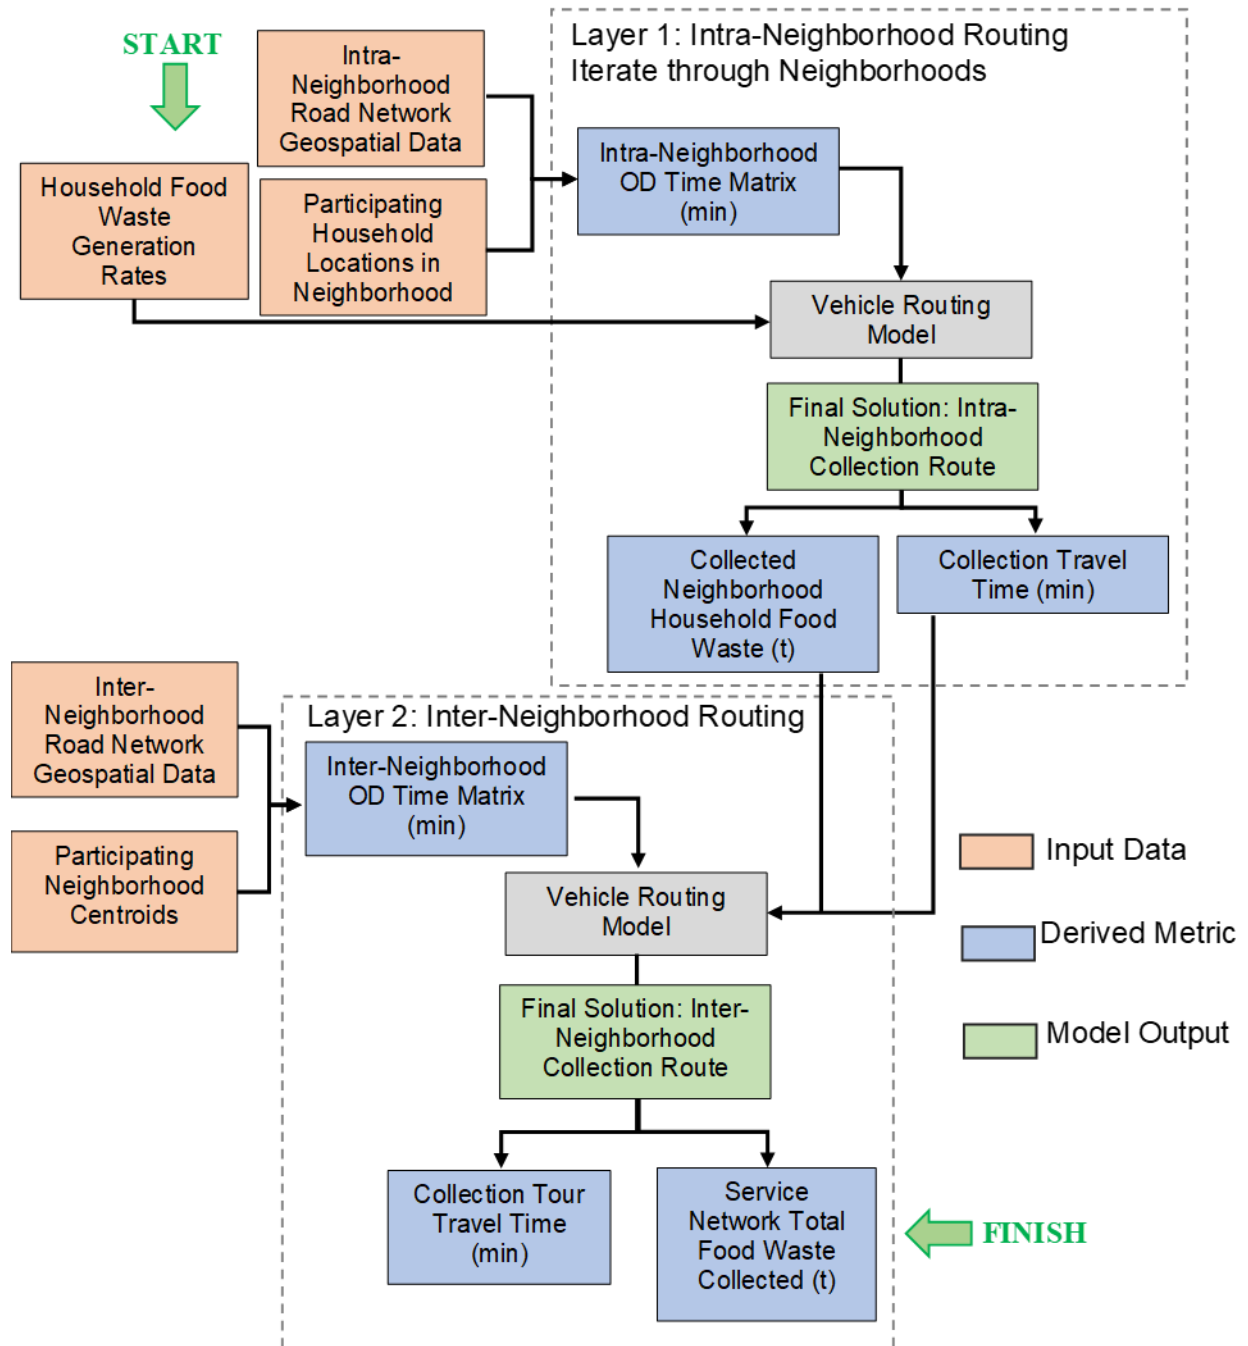 START
Intra-
Neighborhood
Road Network
Geospatial Data
Household Food
Waste
Generation
Rates
Participating
Household
Locations in
Neighborhood
Layer 1: Intra-Neighborhood Routing
Iterate through Neighborhoods
Intra-Neighborhood
OD Time Matrix
(min)
Vehicle Routing
Model
Final Solution: Intra-
Neighborhood
Collection Route
Collected
Neighborhood
Household Food
Waste (t)
Collection Travel
Time (min)
Inter-
Neighborhood
Road Network
Geospatial Data
Participating
Neighborhood
Centroids
Layer 2: Inter-Neighborhood Routing
Inter-Neighborhood
OD Time Matrix
(min)
Vehicle Routing
Model
Final Solution: Inter-
Neighborhood
Collection Route
Collection Tour
Travel Time
(min)
Service
Network Total
Food Waste
Collected (t)
FINISH
Input Data
Derived Metric
Model Output